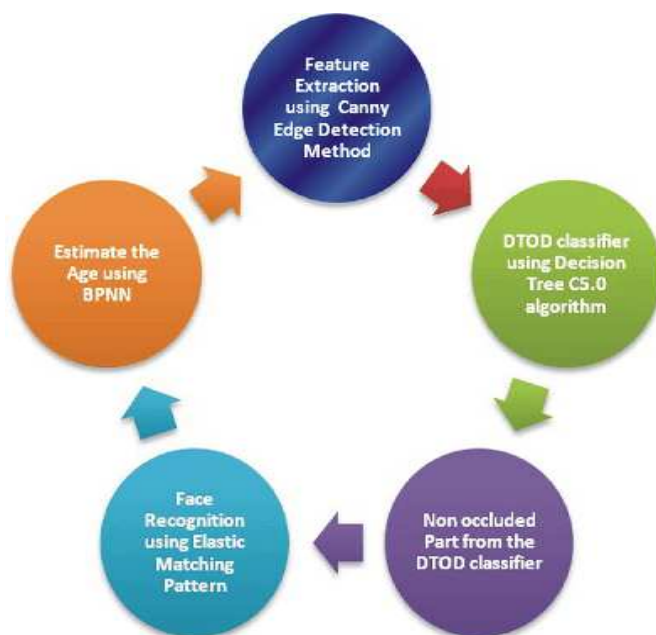 Feature
Extraction
using Canny
Edge Detection
Method
DTOD classifier
using Decision
Tree C5.0
algorithm
Non occluded
Part from the
DTOD classifier
Face
Recognition
using Elastic
Matching
Pattern
Estimate the
Age using
BPNN